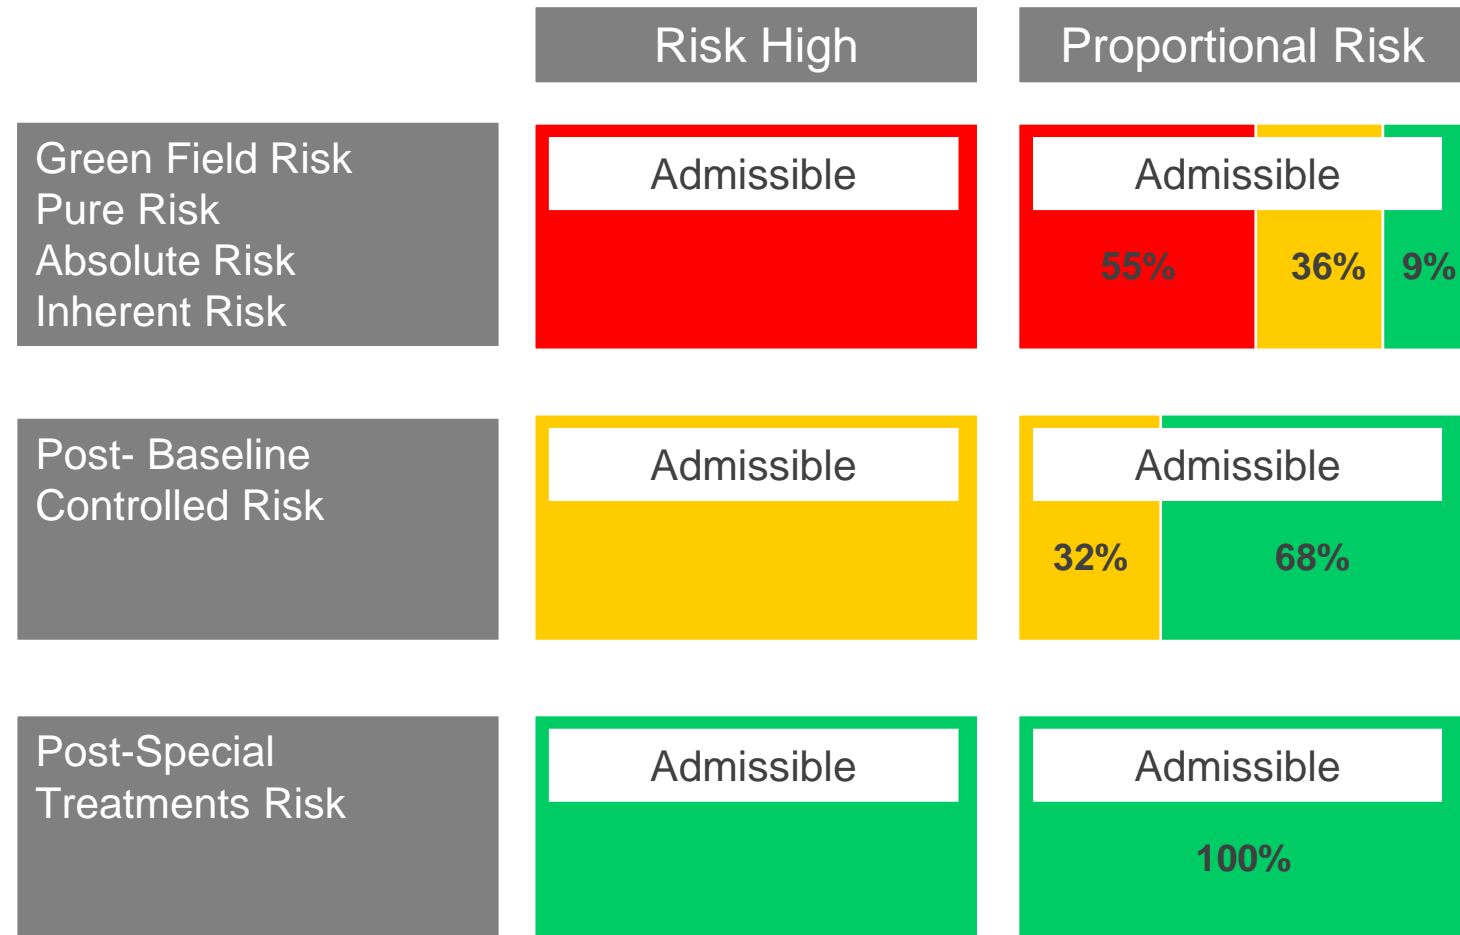 Risk High
Proportional Risk
Green Field Risk
Pure Risk
Absolute Risk
Inherent Risk
Admissible
Admissible
55%
36%
9%
Post- Baseline
Controlled Risk
Admissible
Admissible
32%
68%
Post-Special
Treatments Risk
Admissible
Admissible
100%